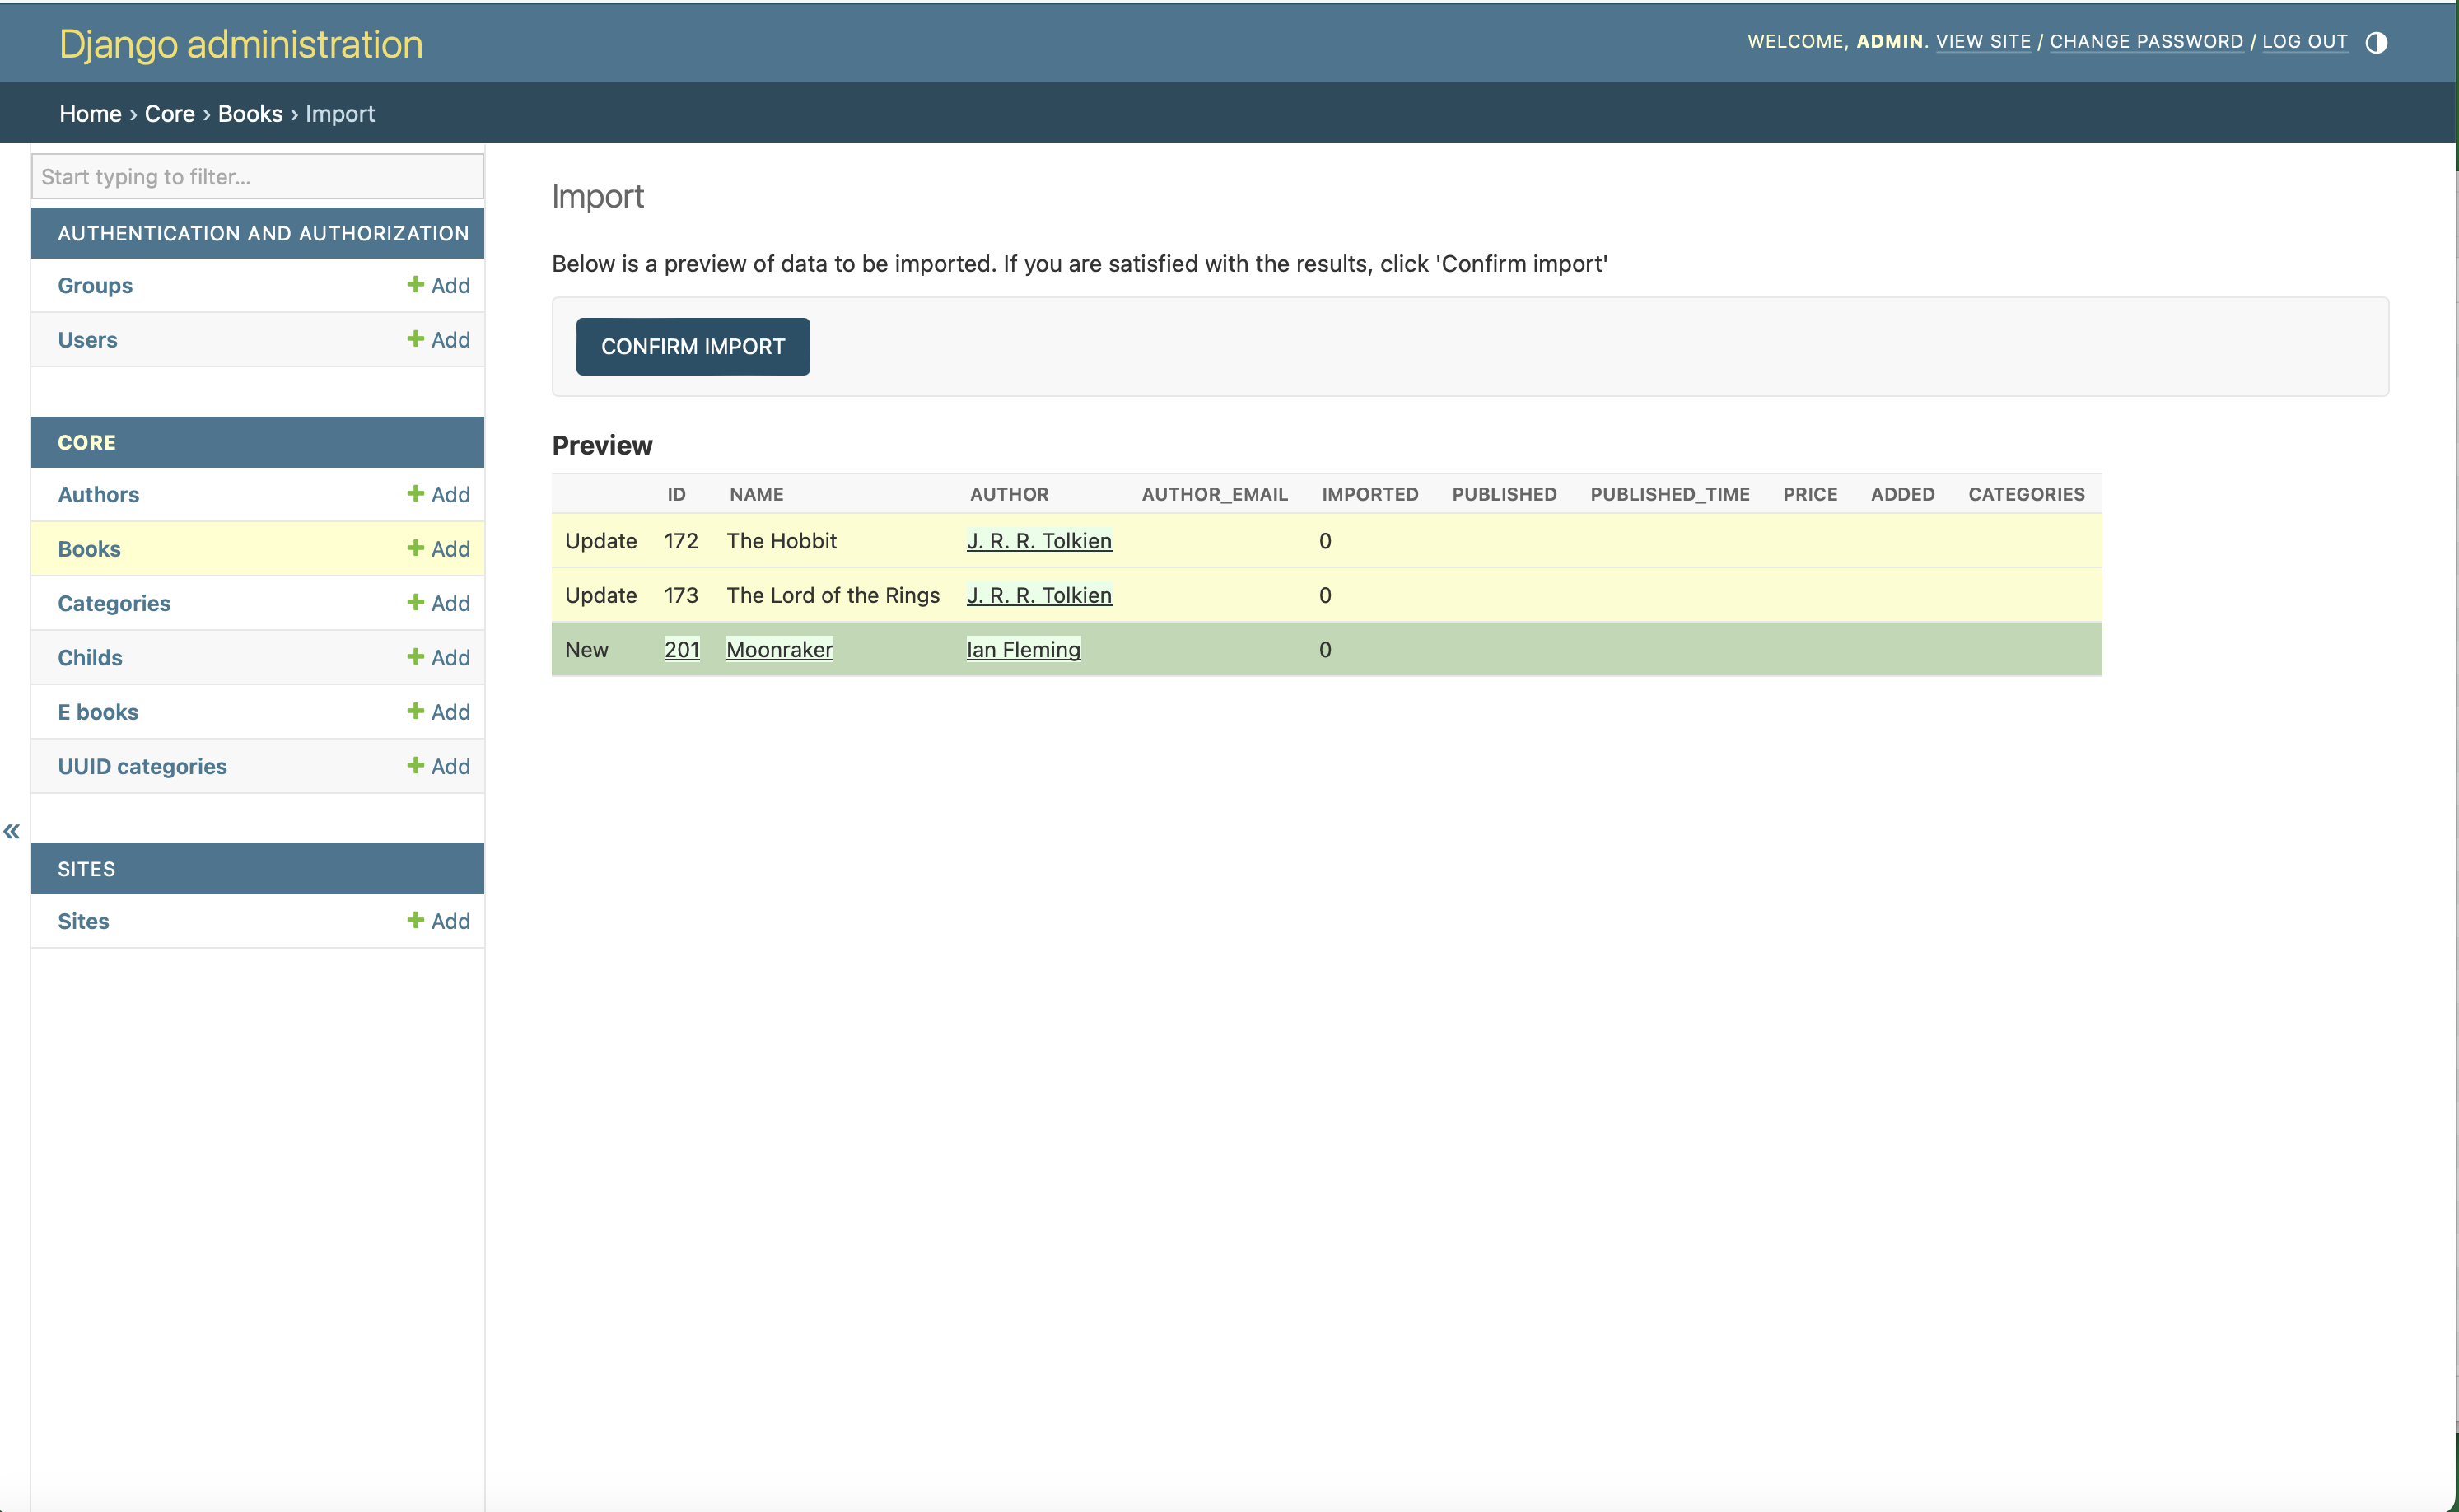 Django administration
WELCOME, ADMIN. VIEW SITE / CHANGE PASSWORD / LOG OUT
Home › Core › Books › Import
Start typing to filter...
AUTHENTICATION AND AUTHORIZATION
Groups + Add
Users + Add
CORE
Authors + Add
Books + Add
Categories + Add
Childs + Add
E books + Add
UUID categories + Add
«
SITES
Sites + Add
Import
Below is a preview of data to be imported. If you are satisfied with the results, click 'Confirm import'
CONFIRM IMPORT
Preview
ID NAME AUTHOR AUTHOR_EMAIL IMPORTED PUBLISHED PUBLISHED_TIME PRICE ADDED CATEGORIES
Update 172 The Hobbit J. R. R. Tolkien 0
Update 173 The Lord of the Rings J. R. R. Tolkien 0
New 201 Moonraker Ian Fleming 0